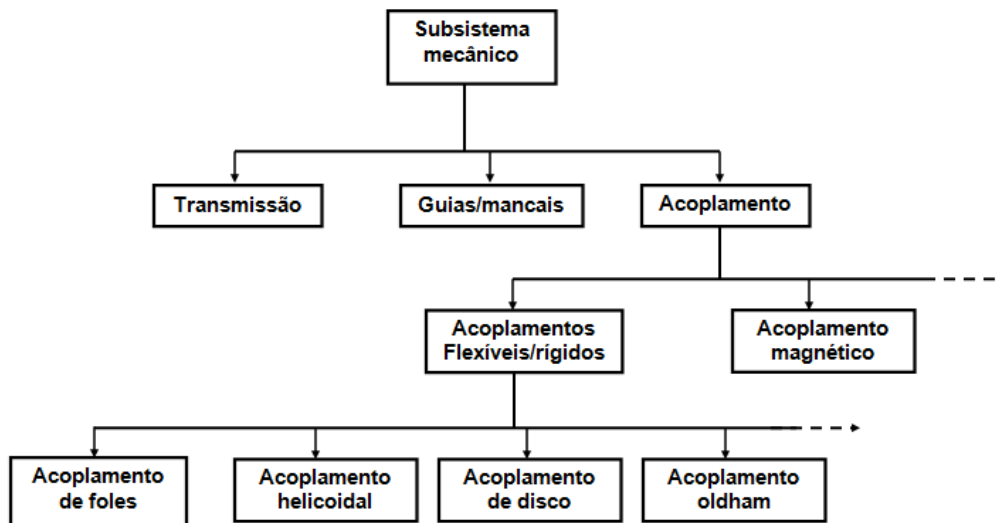 Subsistema
mecânico
Transmissão
Guias/mancais
Acoplamento
Acoplamentos
Flexíveis/rígidos
Acoplamento
magnético
Acoplamento
de foles
Acoplamento
helicoidal
Acoplamento
de disco
Acoplamento
oldham